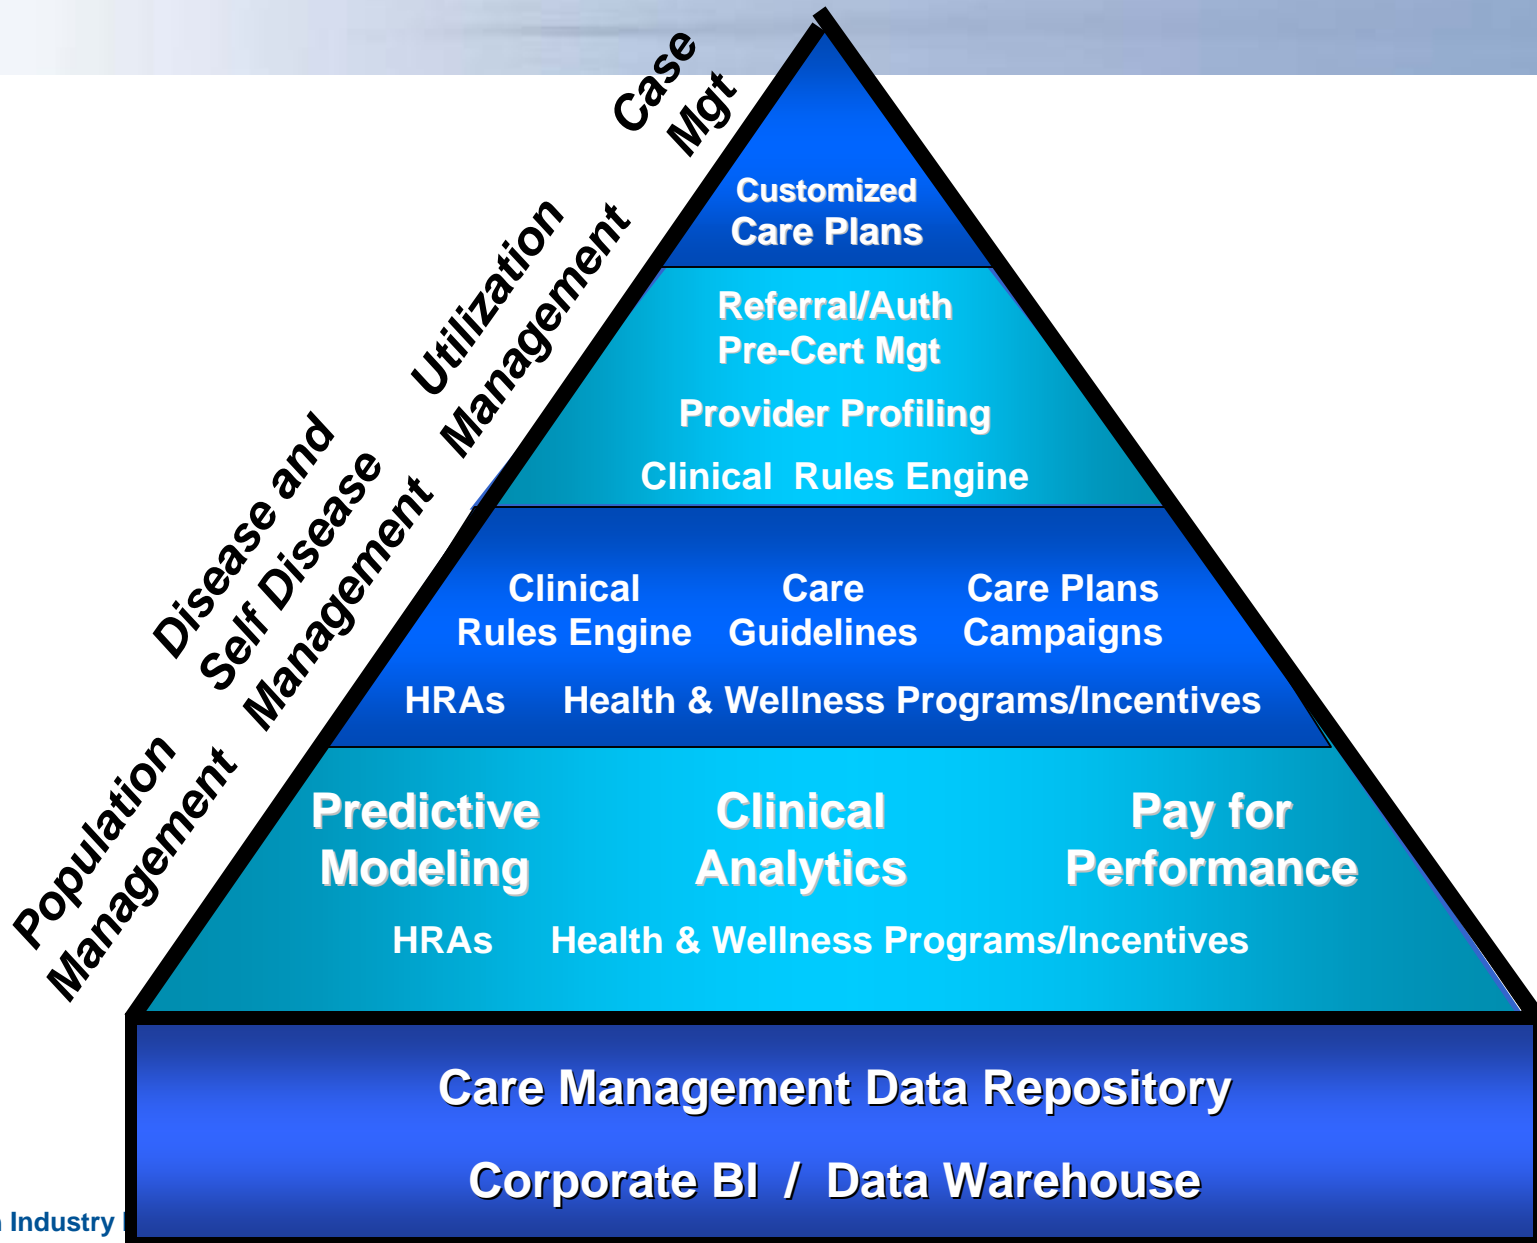 Case
Mgt
Customized
Care Plans
Utilization
Management
Referral/Auth
Pre-Cert Mgt
Provider Profiling
Clinical Rules Engine
Disease and
Self Disease
Management
Clinical
Rules Engine
Care
Guidelines
Care Plans
Campaigns
HRAs Health & Wellness Programs/Incentives
Population
Management
Predictive
Modeling
Clinical
Analytics
Pay for
Performance
HRAs Health & Wellness Programs/Incentives
Care Management Data Repository
Corporate BI / Data Warehouse
Industry